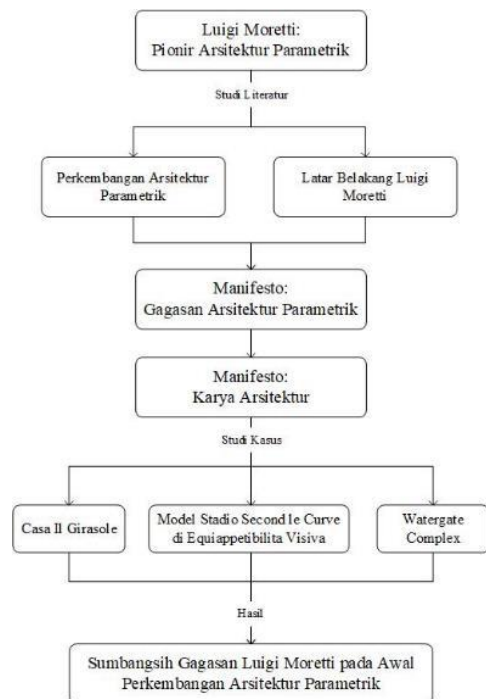 Luigi Moretti:
Pionir Arsitektur Parametrik
Studi Literatur
Perkembangan Arsitektur
Parametrik
Latar Belakang Luigi
Moretti
Manifesto:
Gagasan Arsitektur Parametrik
Manifesto:
Karya Arsitektur
Studi Kasus
Casa Il Girasole
Model Stadio Second le Curve
di Equiappetibilita Visiva
Watergate
Complex
Hasil
Sumbangsih Gagasan Luigi Moretti pada Awal
Perkembangan Arsitektur Parametrik